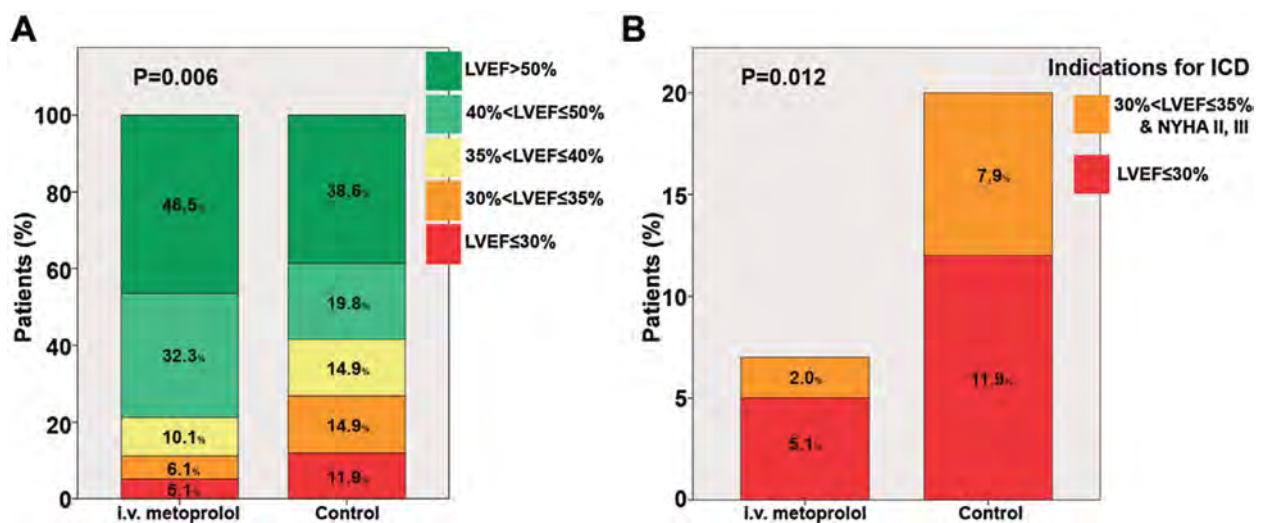 A
P=0.006
Patients (%)
100
80
60
40
20
0
46.5%
32.3%
10.1%
6.1%
5.1%
38.6%
19.8%
14.9%
14.9%
11.9%
i.v. metoprolol
Control
LVEF>50%
40%<LVEF≤50%
35%<LVEF≤40%
30%<LVEF≤35%
LVEF≤30%
B
P=0.012
Patients (%)
20
15
10
5
0
2.0%
5.1%
7.9%
11.9%
i.v. metoprolol
Control
Indications for ICD
30%<LVEF≤35%
& NYHA II, III
LVEF≤30%